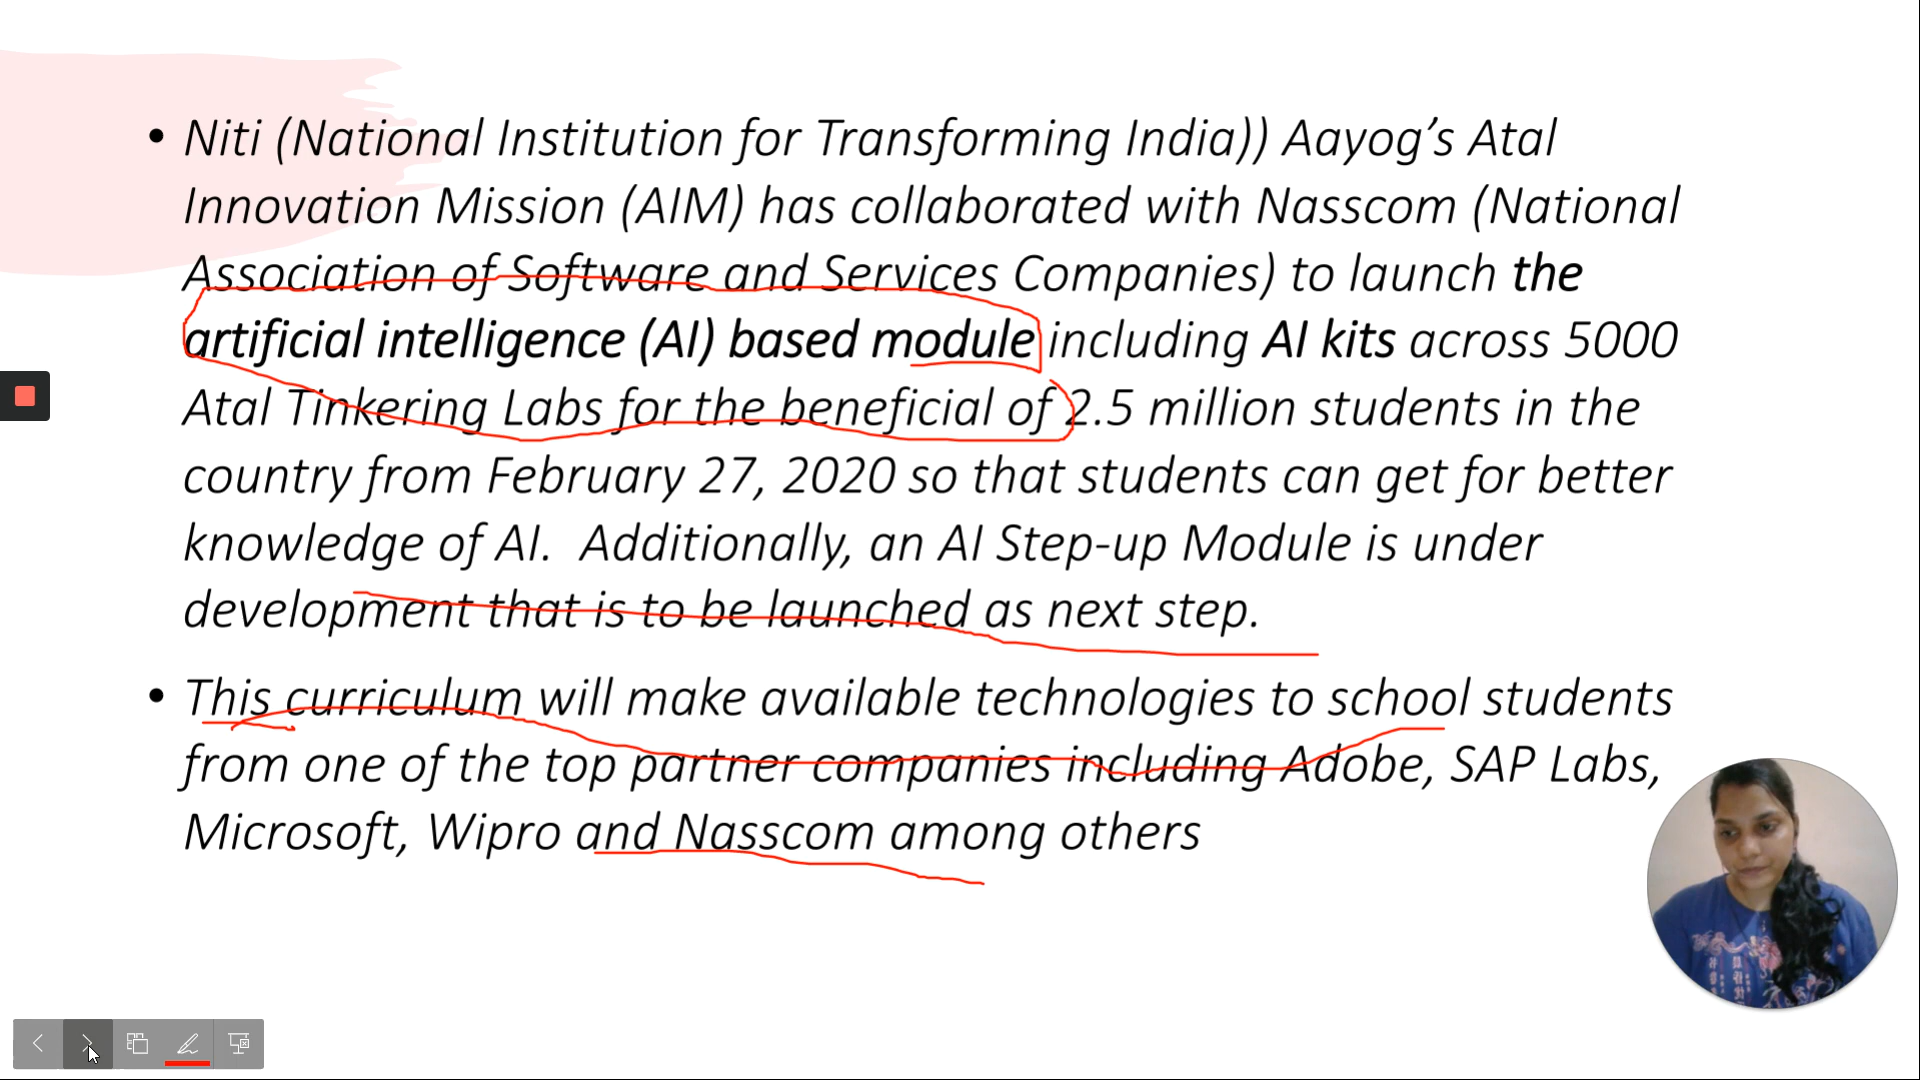 • Niti (National Institution for Transforming India)) Aayog’s Atal
Innovation Mission (AIM) has collaborated with Nasscom (National
Association of Software and Services Companies) to launch the
artificial intelligence (AI) based module including AI kits across 5000
Atal Tinkering Labs for the beneficial of 2.5 million students in the
country from February 27, 2020 so that students can get for better
knowledge of AI.  Additionally, an AI Step-up Module is under
development that is to be launched as next step.
• This curriculum will make available technologies to school students
from one of the top partner companies including Adobe, SAP Labs,
Microsoft, Wipro and Nasscom among others